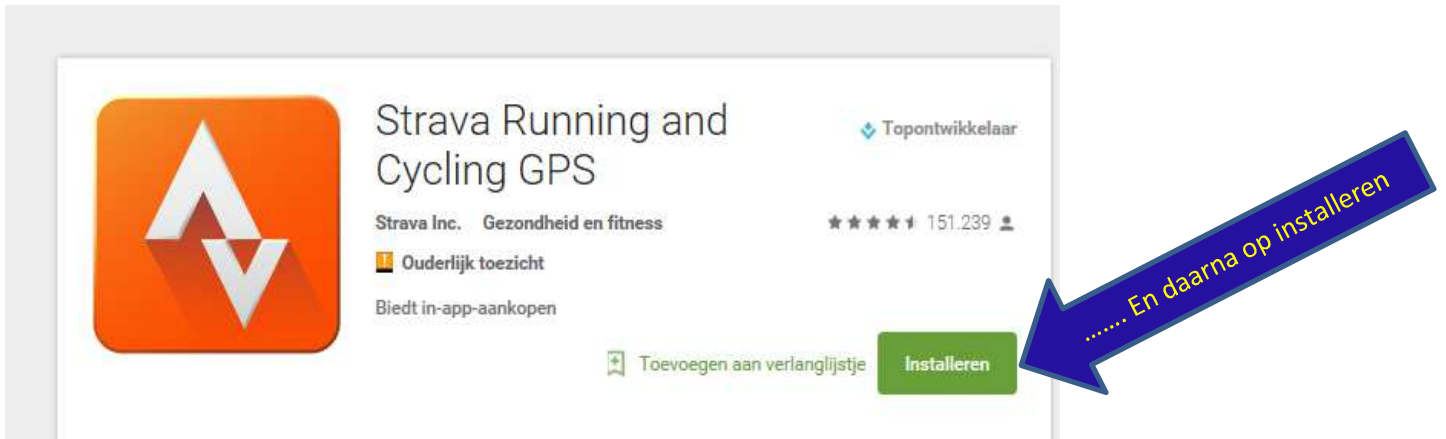 Strava Running and
Cycling GPS
Topontwikkelaar
Strava Inc. Gezondheid en fitness
151.239
! Ouderlijk toezicht
Biedt in-app-aankopen
Toevoegen aan verlanglijstje
Installeren
……. En daarna op installeren